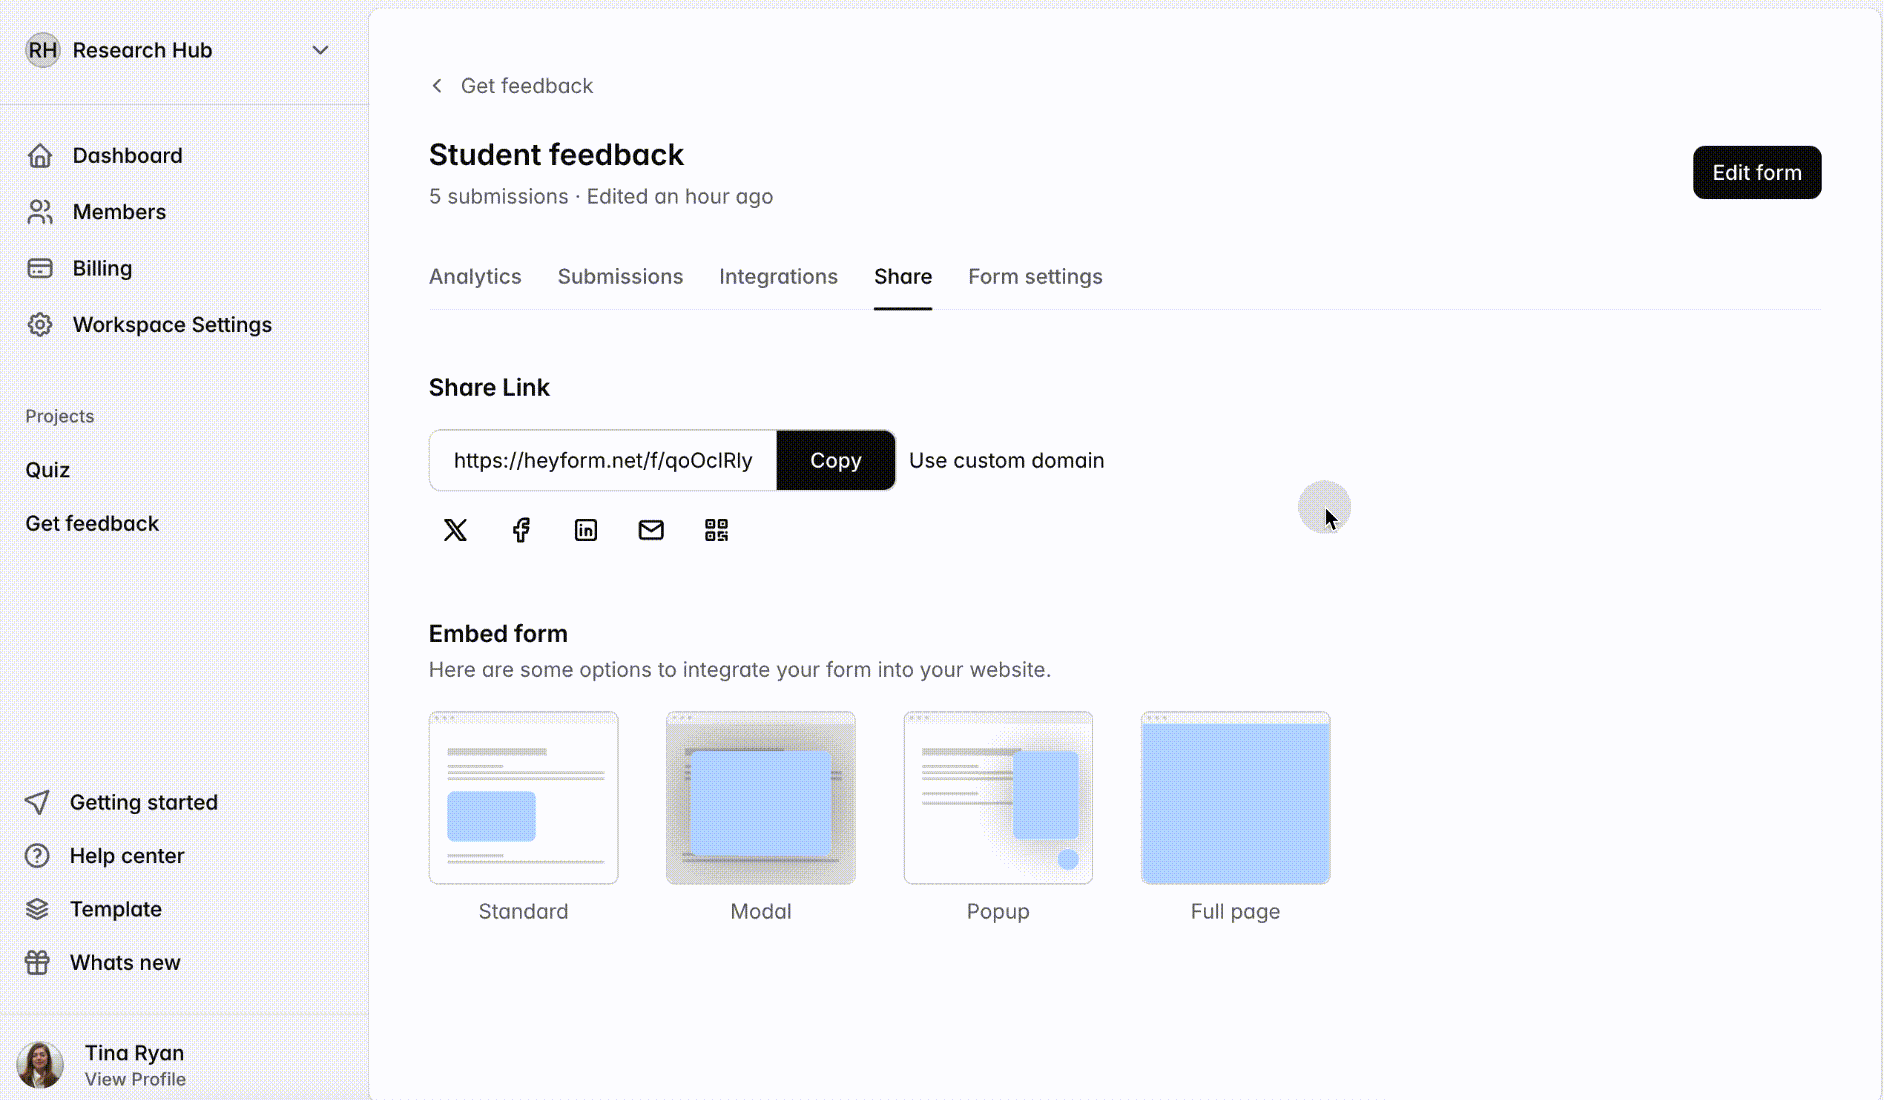 RH Research Hub
Dashboard
Members
Billing
Workspace Settings
Projects
Quiz
Get feedback
Getting started
Help center
Template
Whats new
Tina Ryan
View Profile
Get feedback
Student feedback
5 submissions · Edited an hour ago
Edit form
Analytics Submissions Integrations Share Form settings
Share Link
https://heyform.net/f/qoOclRly Copy Use custom domain
Embed form
Here are some options to integrate your form into your website.
Standard Modal Popup Full page